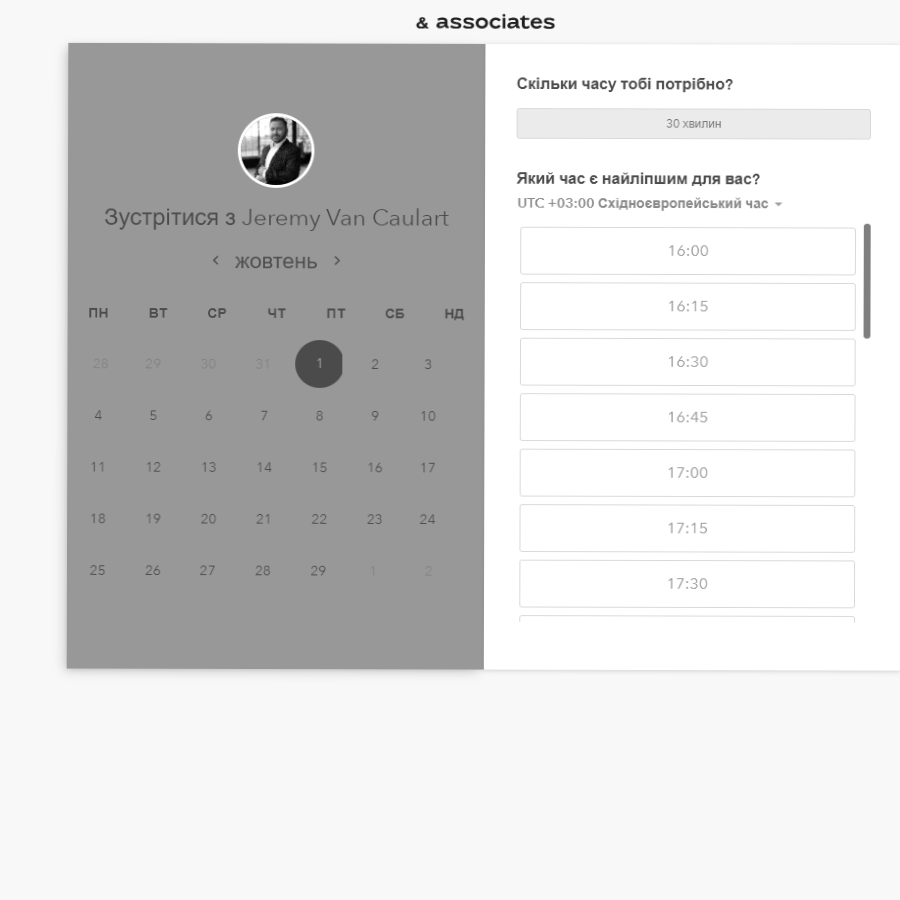 & associates
Зустрітися з Jeremy Van Caulart
жовтень
ПН ВТ СР ЧТ ПТ СБ НД
28 29 30 31 1 2 3
4 5 6 7 8 9 10
11 12 13 14 15 16 17
18 19 20 21 22 23 24
25 26 27 28 29 1 2
Скільки часу тобі потрібно?
30 хвилин
Який час є найліпшим для вас?
UTC +03:00 Східноєвропейський час
16:00
16:15
16:30
16:45
17:00
17:15
17:30